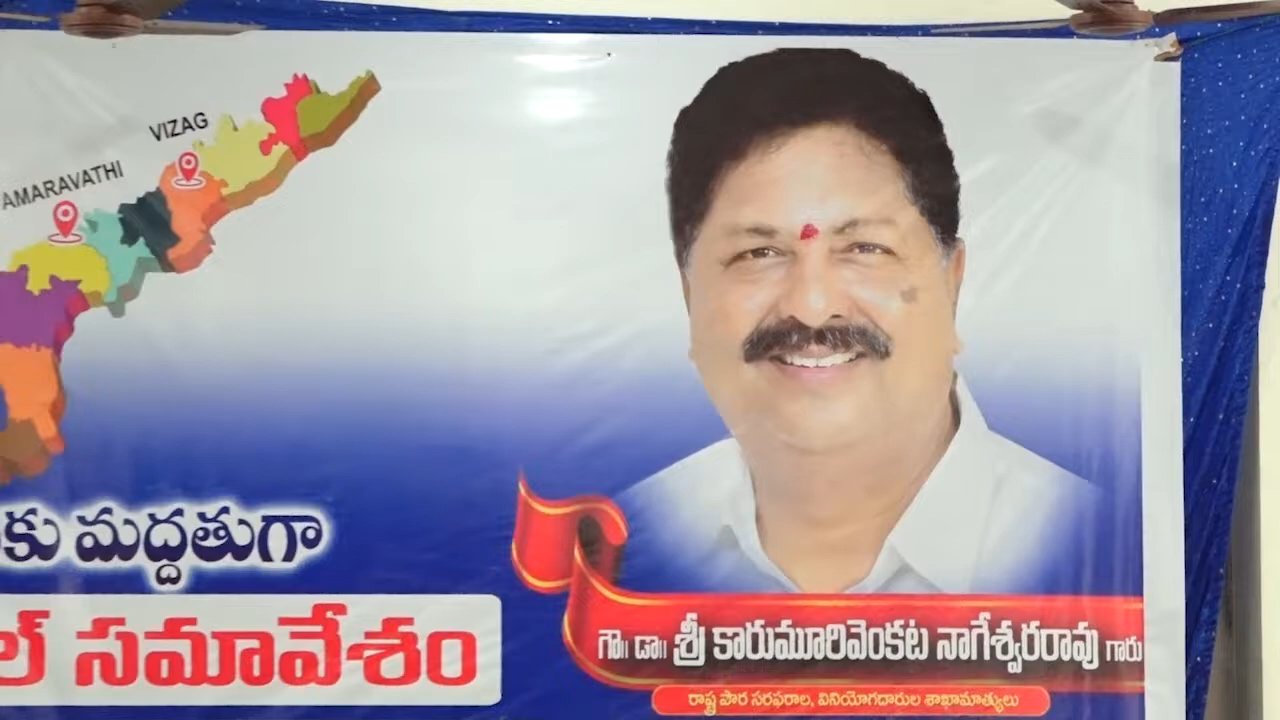 VIZAG
AMARAVATHI
కు మద్దతుగా
ల్ సమావేశం
గౌ॥ డా॥ శ్రీ కారుమూరివెంకట నాగేశ్వరరావు గారు
రాష్ట్ర పౌర సరఫరాల, వినియోగదారుల శాఖామాత్యులు